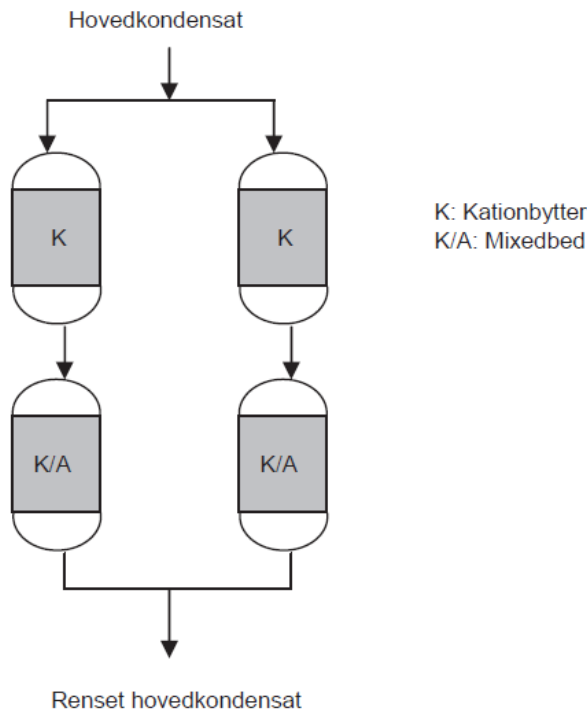 Hovedkondensat
K
K
K: Kationbytter
K/A: Mixedbed
K/A
K/A
Renset hovedkondensat